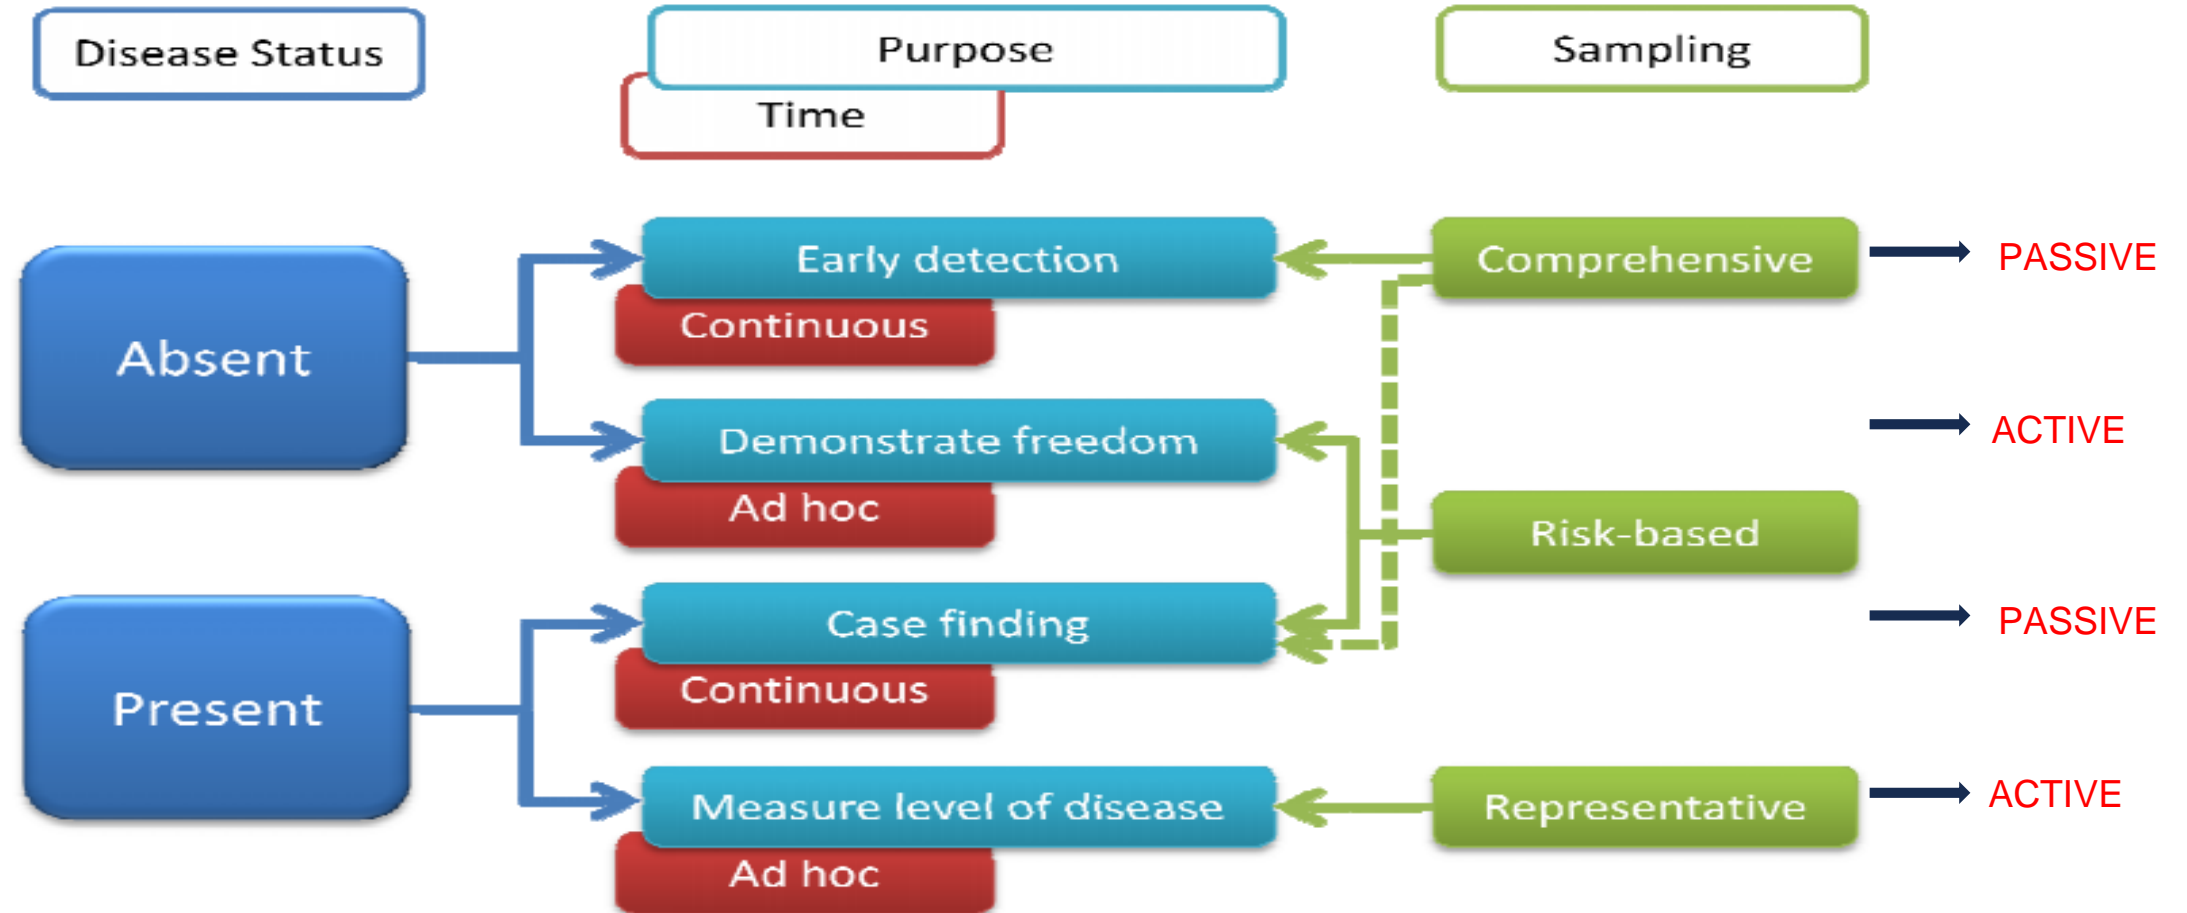 Disease Status
Purpose
Sampling
Time
Early detection
Comprehensive
PASSIVE
Continuous
Absent
Demonstrate freedom
ACTIVE
Ad hoc
Risk-based
Case finding
PASSIVE
Continuous
Present
Measure level of disease
Representative
ACTIVE
Ad hoc